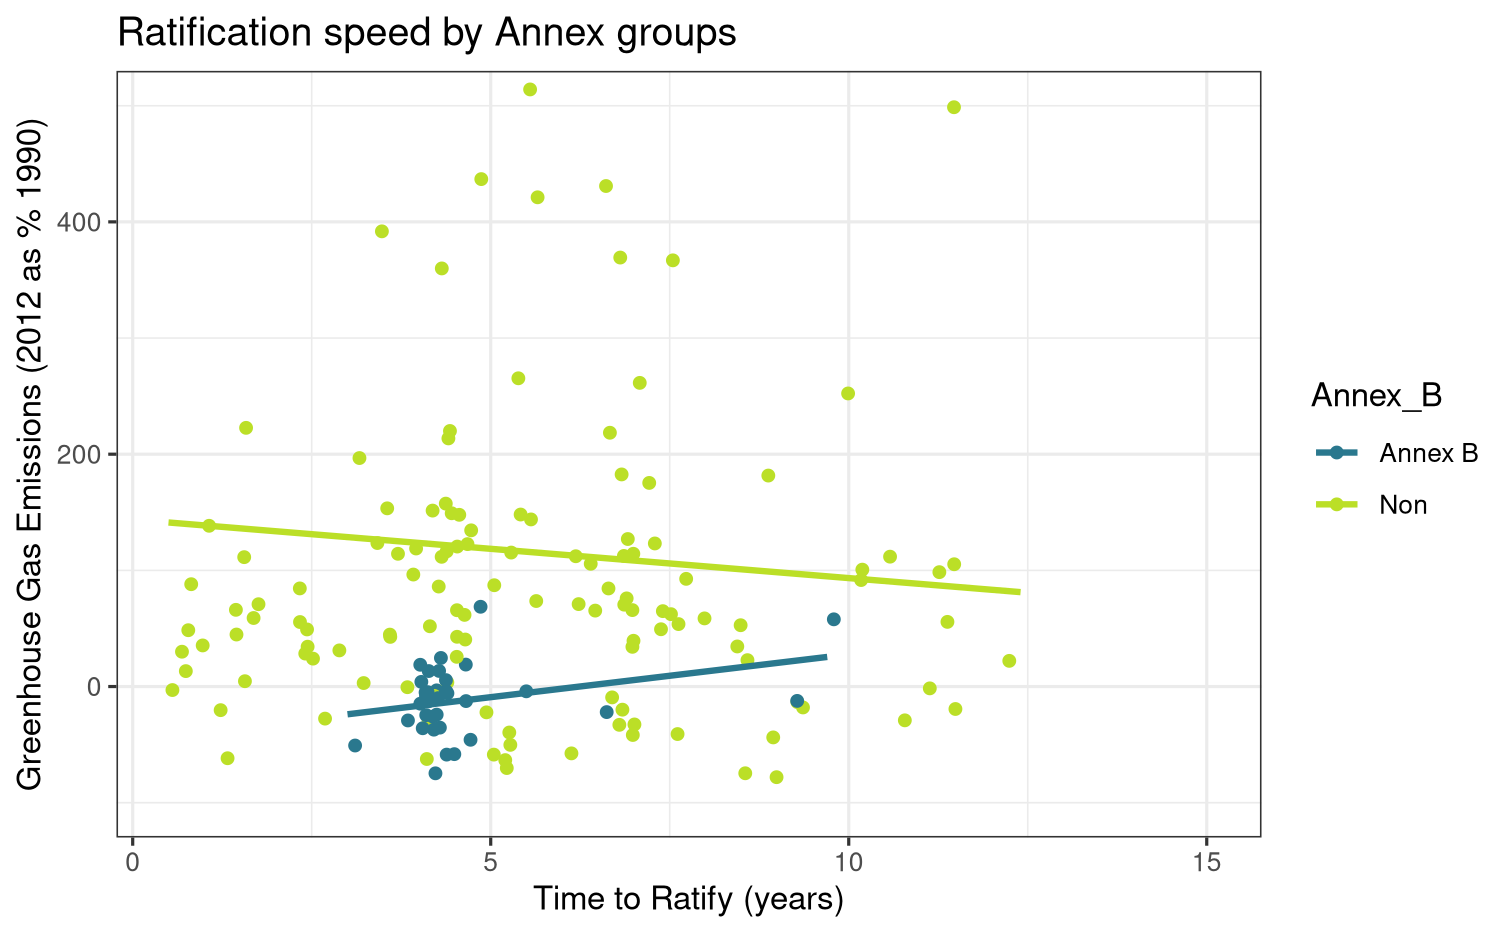 Ratification speed by Annex groups
Greenhouse Gas Emissions (2012 as % 1990)
400
200
0
0 5 10 15
Time to Ratify (years)
Annex_B
Annex B
Non